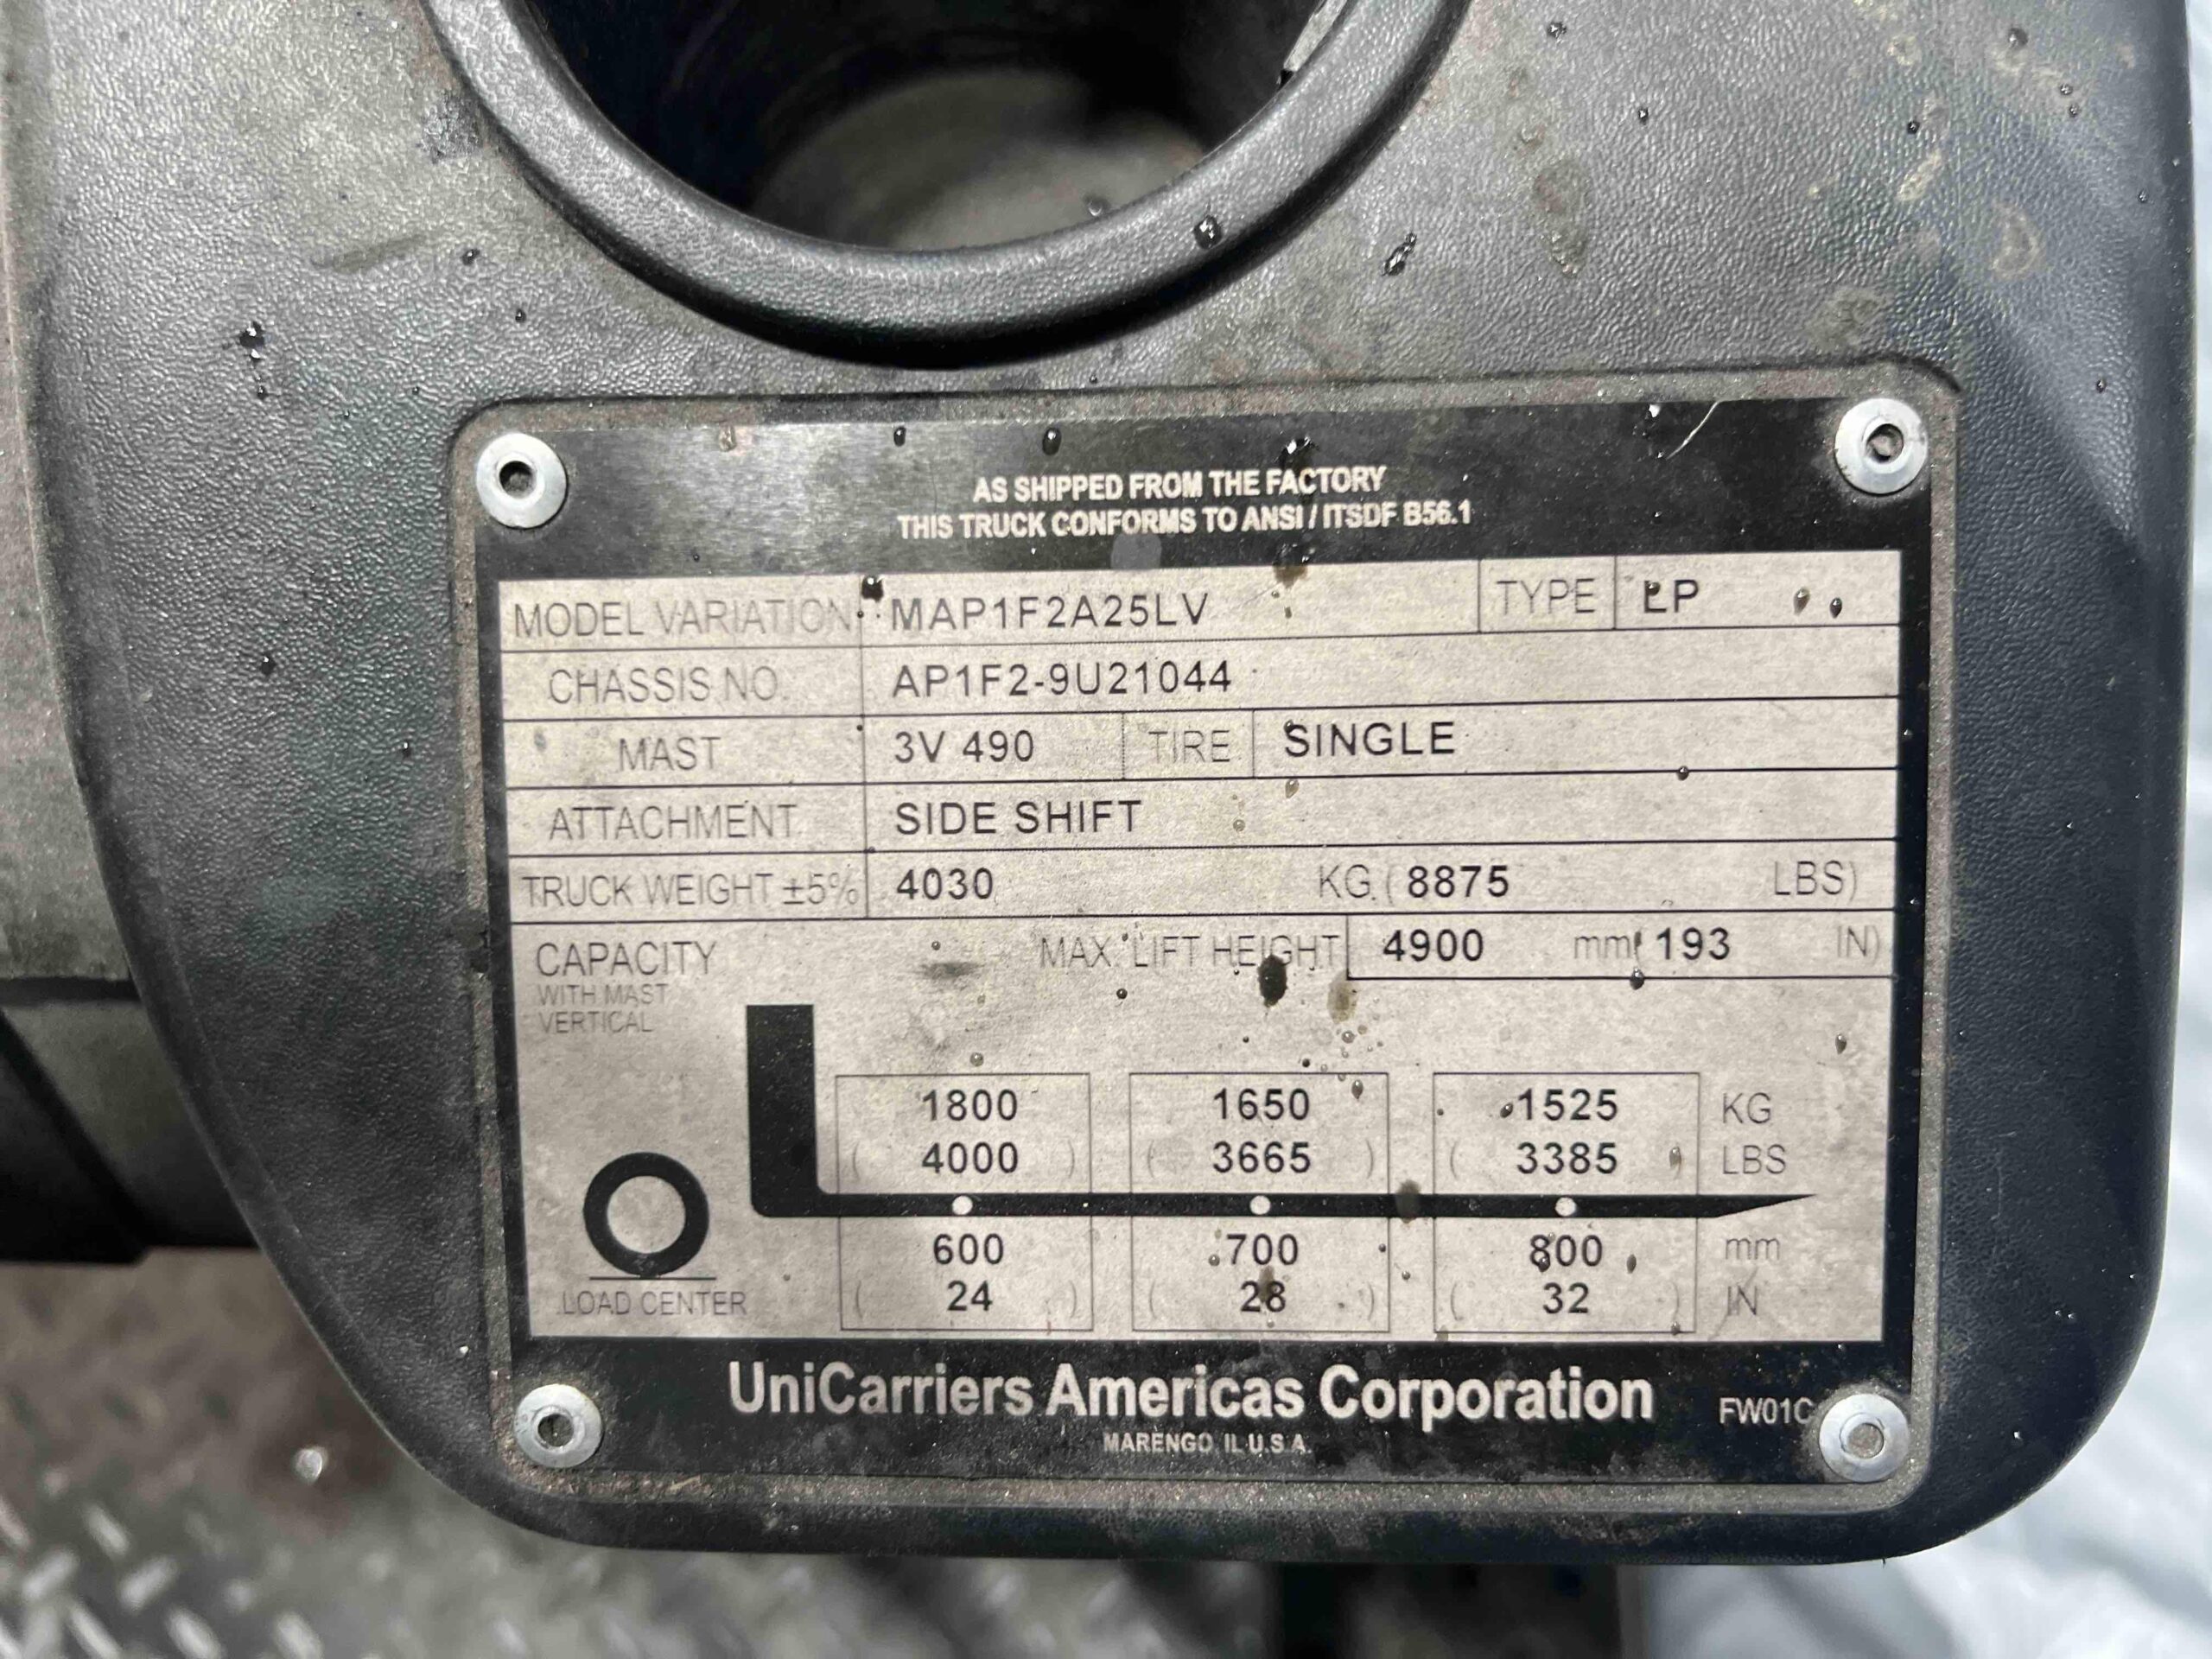 AS SHIPPED FROM THE FACTORY
THIS TRUCK CONFORMS TO ANSI / ITSDF B56.1
MODEL VARIATION MAP1F2A25LV TYPE LP
CHASSIS NO. AP1F2-9U21044
MAST 3V 490 TIRE SINGLE
ATTACHMENT SIDE SHIFT
TRUCK WEIGHT ±5% 4030 KG ( 8875 LBS)
CAPACITY MAX. LIFT HEIGHT 4900 mm( 193 IN)
WITH MAST
VERTICAL
1800 1650 1525 KG
( 4000 ) ( 3665 ) ( 3385 ) LBS
600 700 800 mm
LOAD CENTER ( 24 ) ( 28 ) ( 32 ) IN
UniCarriers Americas Corporation FW01C
MARENGO IL U.S.A.